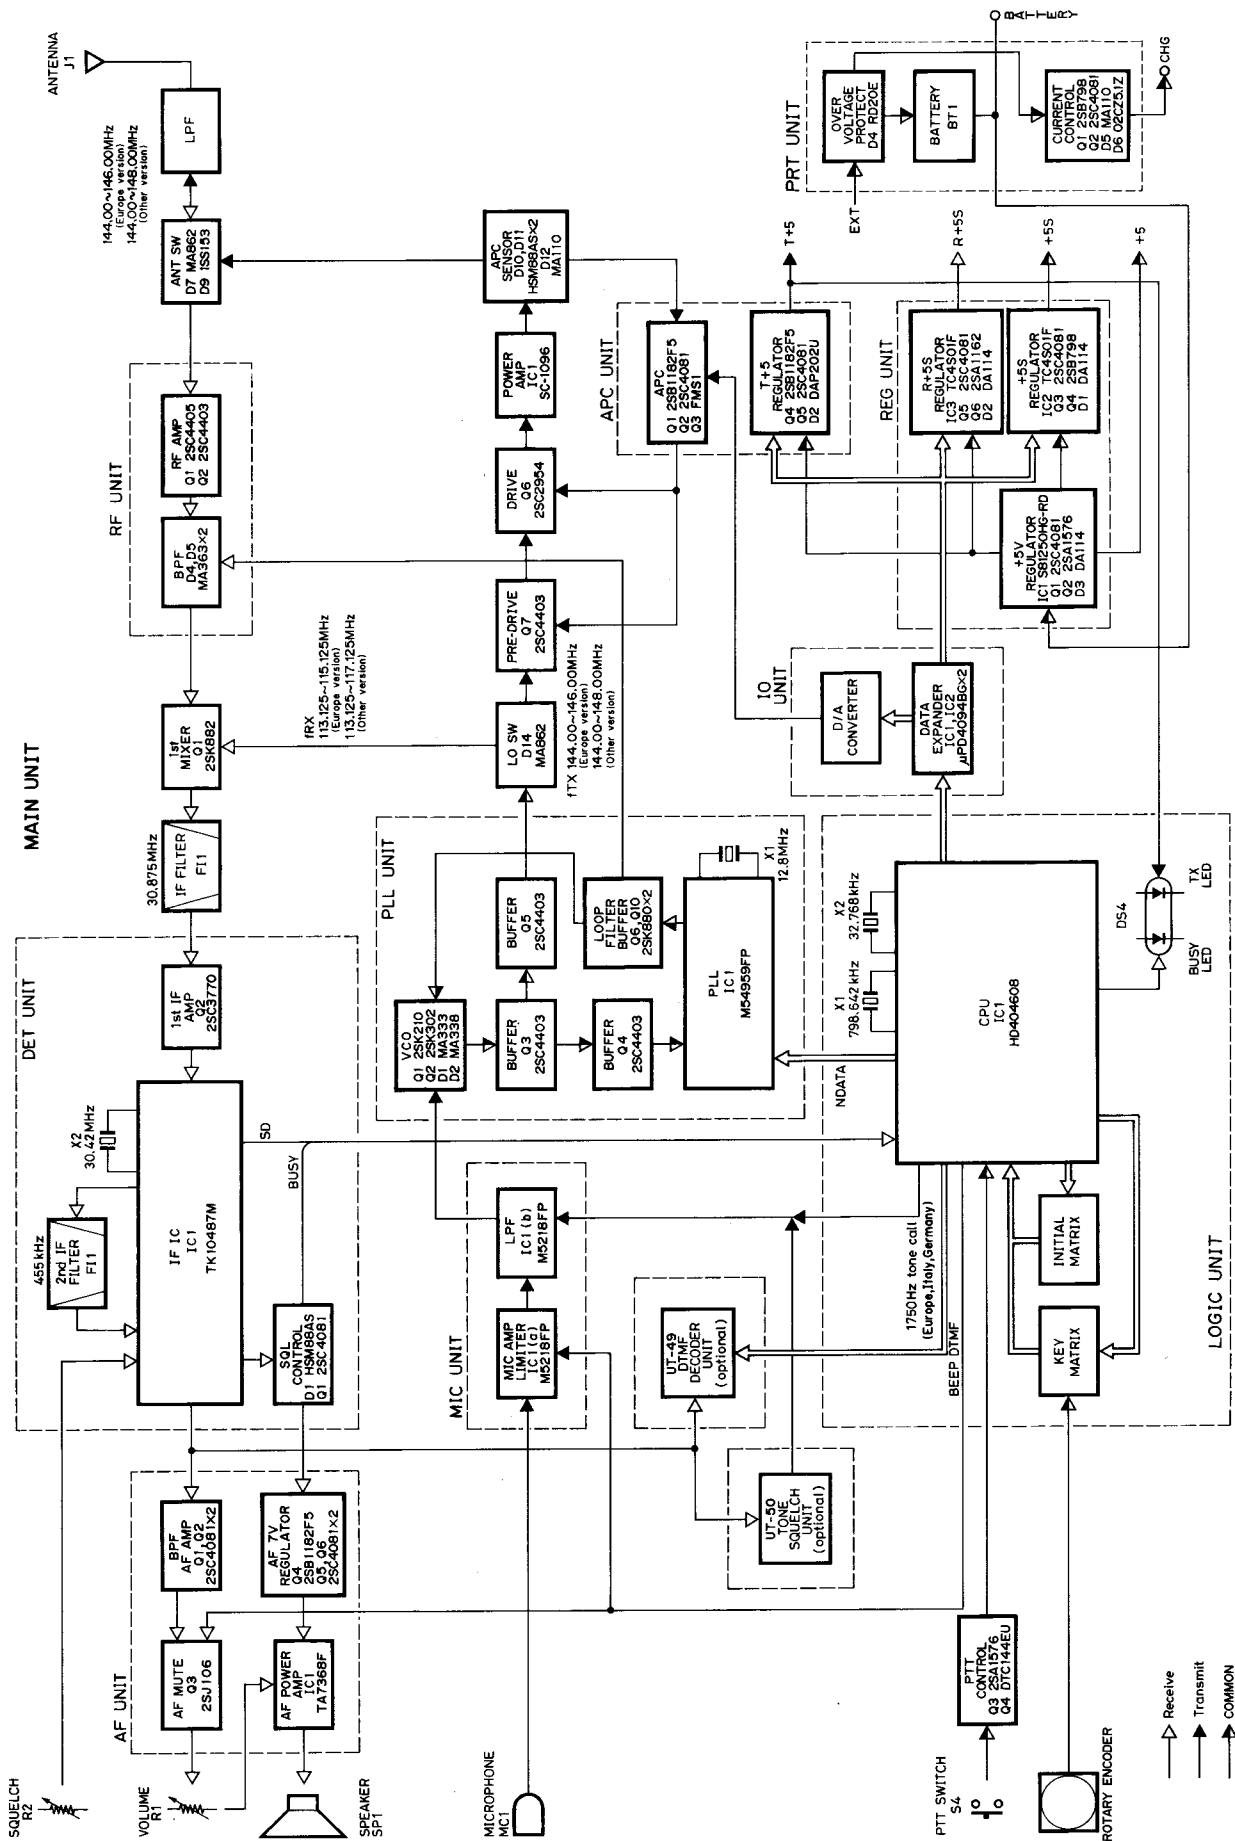 MAIN UNIT
ANTENNA
J1
LPF
144.00~146.00MHz
(Europe version)
144.00~148.00MHz
(Other version)
ANT SW
D7 MA862
D9 1SS153
RF UNIT
RF AMP
Q1 2SC4405
Q2 2SC4403
BPF
D4,D5
MA363×2
1st
MIXER
Q1
2SK882
30.875MHz
IF FILTER
FI1
DET UNIT
1st IF
AMP
Q2
2SC3770
X2
30.42MHz
455kHz
2nd IF
FILTER
FI1
IF IC
IC1
TK10487M
SD
BUSY
SQL
CONTROL
D1 HSM88AS
Q1 2SC4081
AF UNIT
BPF
AF AMP
Q1,Q2
2SC4081×2
AF 7V
REGULATOR
Q4
2SB1182F5
Q5,Q6
2SC4081×2
AF MUTE
Q3
2SJ106
AF POWER
AMP
IC1
TA7368F
SQUELCH
R2
VOLUME
R1
SPEAKER
SP1
MICROPHONE
MC1
fRX
113.125~115.125MHz
(Europe version)
113.125~117.125MHz
(Other version)
APC
SENSOR
D10,D11
HSM88AS×2
D12
MA110
POWER
AMP
IC1
SC-1096
DRIVE
Q6
2SC2954
PRE-DRIVE
Q7
2SC4403
LO SW
D14
MA862
fTX 144.00~146.00MHz
(Europe version)
144.00~148.00MHz
(Other version)
PLL UNIT
BUFFER
Q5
2SC4403
LOOP
FILTER
BUFFER
Q6,Q10
2SK880×2
X1
12.8MHz
VCO
Q1 2SK210
Q2 2SK302
D1 MA333
D2 MA338
BUFFER
Q3
2SC4403
BUFFER
Q4
2SC4403
PLL
IC1
M54959FP
MIC UNIT
LPF
IC1(b)
M5218FP
MIC AMP
LIMITER
IC1(a)
M5218FP
UT-49
DTMF
DECODER
UNIT
(optional)
UT-50
TONE
SQUELCH
UNIT
(optional)
APC UNIT
APC
Q1 2SB1182F5
Q2 2SC4081
Q3 FMS1
T+5
REGULATOR
Q4 2SB1182F5
Q5 2SC4081
D2 DAP202U
T+5
PRT UNIT
BATTERY
OVER
VOLTAGE
PROTECT
D4 RD20E
BATTERY
BT1
CURRENT
CONTROL
Q1 2SB798
Q2 2SC4081
D5 MA110
D6 02CZ5.1Z
EXT
CHG
REG UNIT
R+5S
REGULATOR
IC3 TC4S01F
Q5 2SC4081
Q6 2SA1162
D2 DA114
+5S
REGULATOR
IC2 TC4S01F
Q3 2SC4081
Q4 2SB798
D1 DA114
+5V
REGULATOR
IC1 S81250HG-RD
Q1 2SC4081
Q2 2SA1576
D3 DA114
R+5S
+5S
+5
IO
UNIT
D/A
CONVERTER
DATA
EXPANDER
IC1,IC2
μPD4094BG×2
LOGIC UNIT
NDATA
X1
798.642kHz
X2
32.768kHz
CPU
IC1
HD404608
DS4
BUSY
LED
TX
LED
1750Hz tone call
(Europe,Italy,Germany)
BEEP DTMF
INITIAL
MATRIX
KEY
MATRIX
PTT
CONTROL
Q3 2SA1576
Q4 DTC144EU
PTT SWITCH
S4
ROTARY ENCODER
Receive
Transmit
COMMON